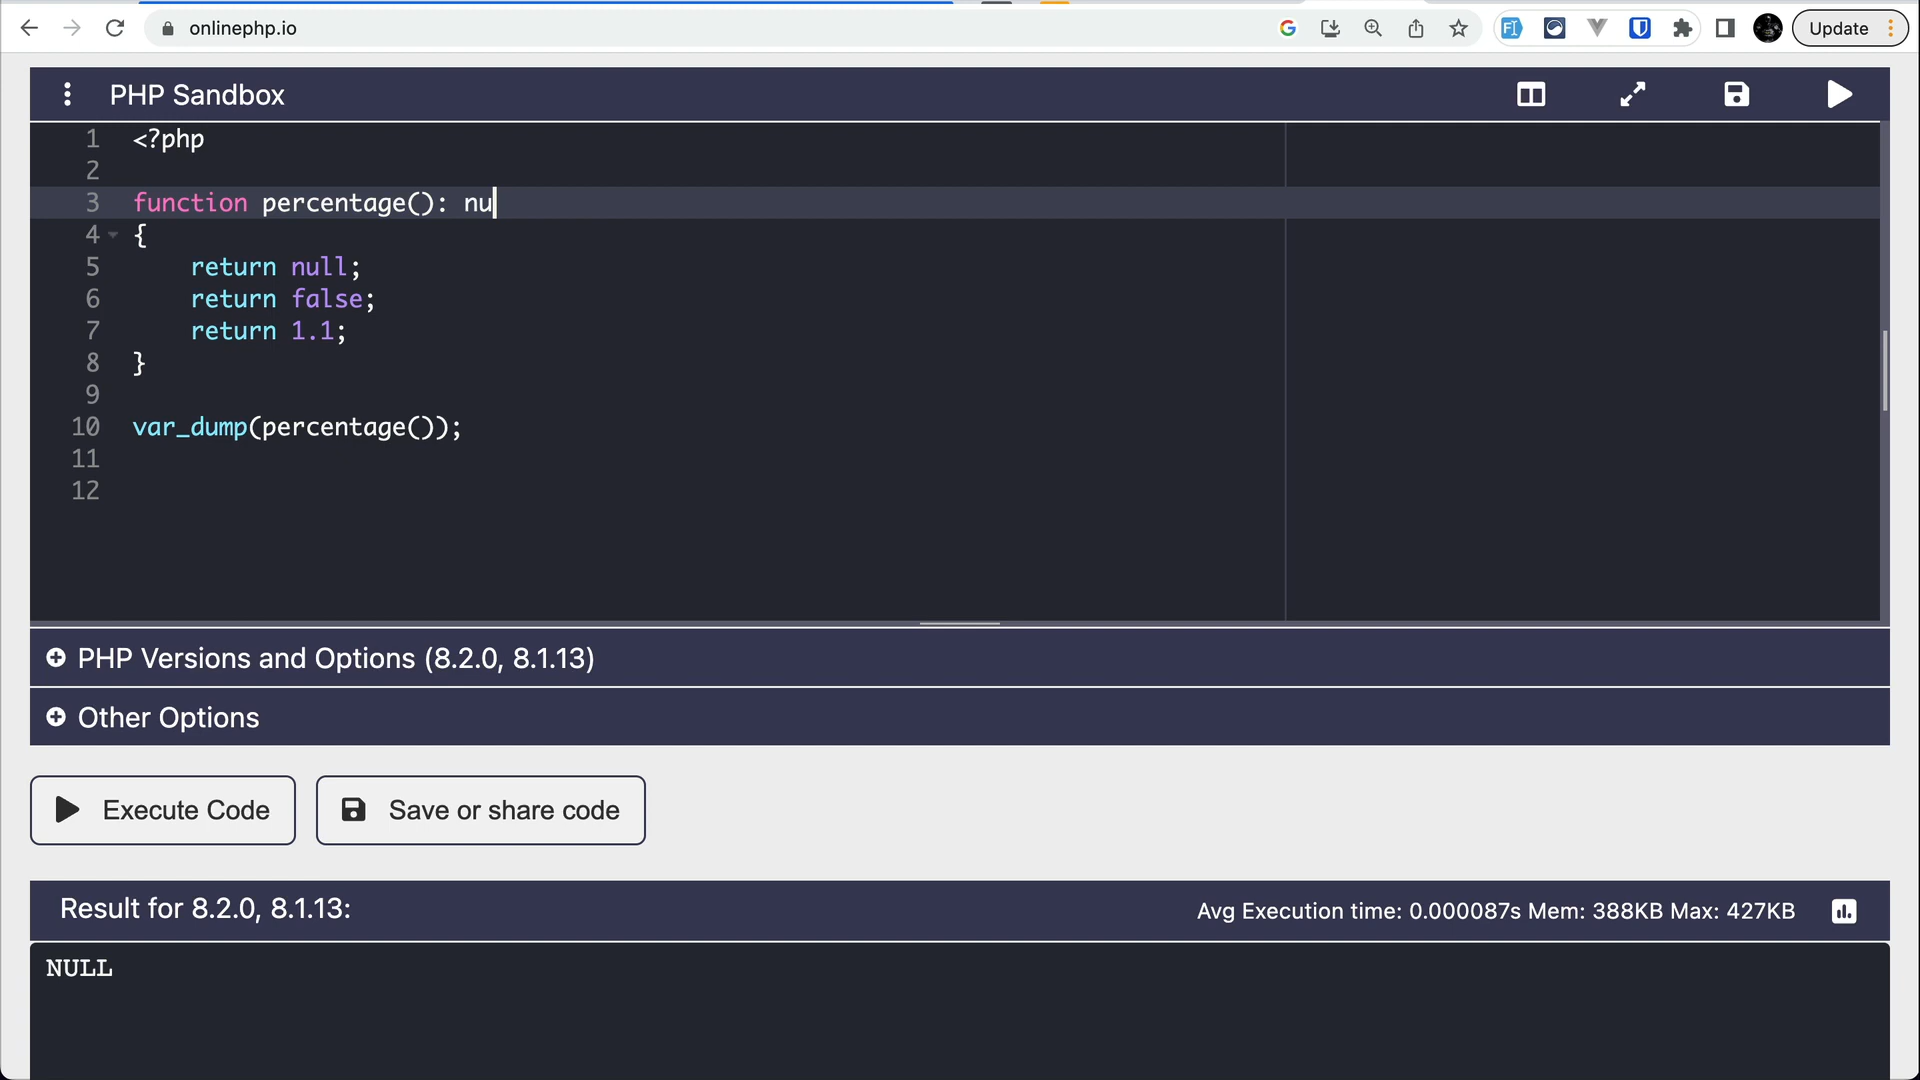 onlinephp.io
Update
PHP Sandbox
1 <?php
2
3 function percentage(): nu
4 {
5 return null;
6 return false;
7 return 1.1;
8 }
9
10 var_dump(percentage());
11
12
PHP Versions and Options (8.2.0, 8.1.13)
Other Options
Execute Code
Save or share code
Result for 8.2.0, 8.1.13:
Avg Execution time: 0.000087s Mem: 388KB Max: 427KB
NULL